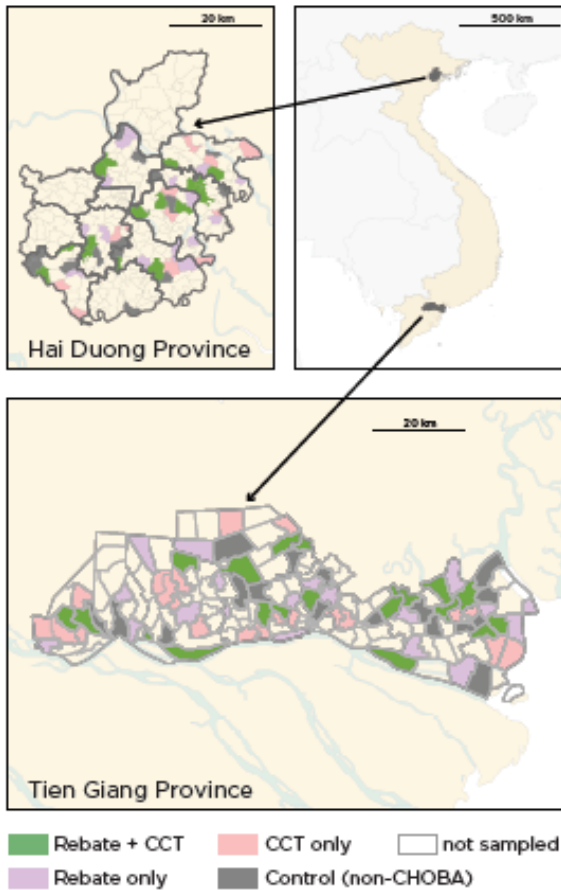 20 km
500 km
Hai Duong Province
20 km
Tien Giang Province
Rebate + CCT
CCT only
not sampled
Rebate only
Control (non-CHOBA)